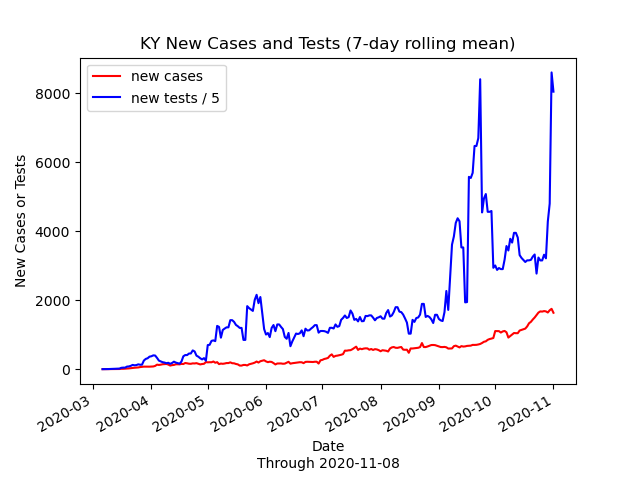 KY New Cases and Tests (7-day rolling mean)
new cases
new tests / 5
New Cases or Tests
8000
6000
4000
2000
0
2020-03
2020-04
2020-05
2020-06
2020-07
2020-08
2020-09
2020-10
2020-11
Date
Through 2020-11-08